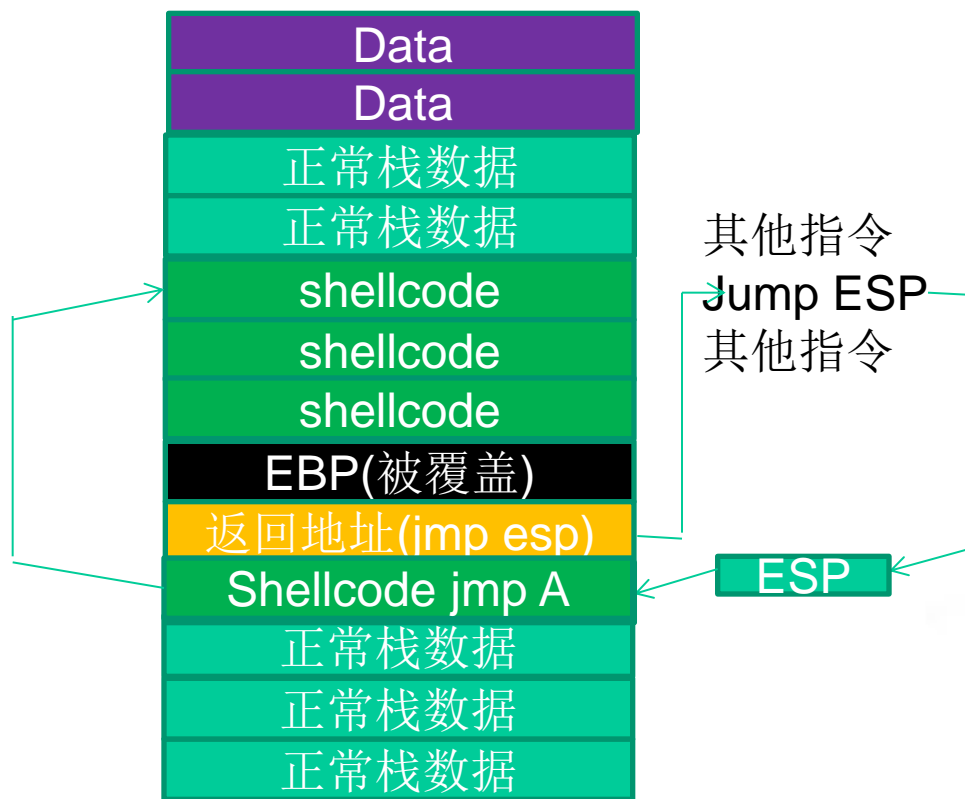 Data
Data
正常栈数据
正常栈数据
shellcode
shellcode
shellcode
EBP(被覆盖)
返回地址(jmp esp)
Shellcode jmp A
正常栈数据
正常栈数据
正常栈数据
其他指令
Jump ESP
其他指令
ESP